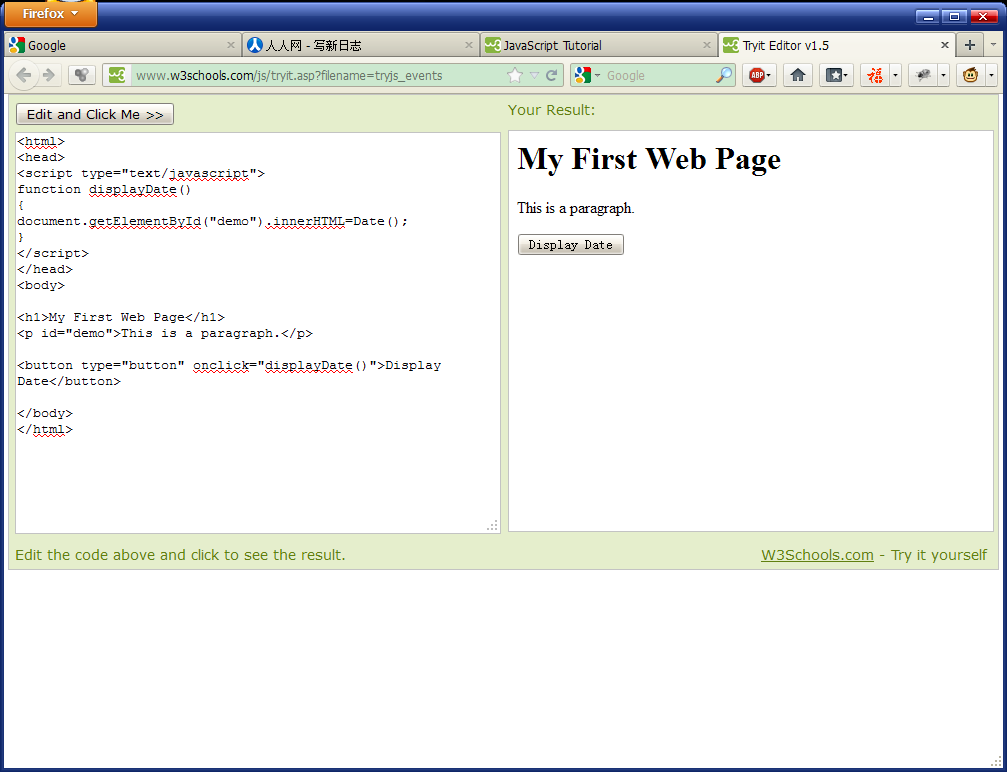 Firefox
Google
人人网 - 写新日志
JavaScript Tutorial
Tryit Editor v1.5
www.w3schools.com/js/tryit.asp?filename=tryjs_events
Google
ABP
福
Edit and Click Me >>
Your Result:
<html>
<head>
<script type="text/javascript">
function displayDate()
{
document.getElementById("demo").innerHTML=Date();
}
</script>
</head>
<body>
<h1>My First Web Page</h1>
<p id="demo">This is a paragraph.</p>
<button type="button" onclick="displayDate()">Display
Date</button>
</body>
</html>
My First Web Page
This is a paragraph.
Display Date
Edit the code above and click to see the result.
W3Schools.com - Try it yourself